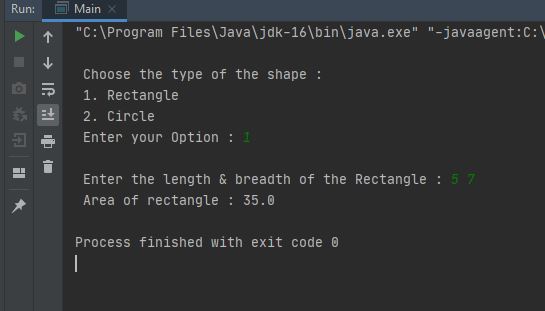 Run: Main
"C:\Program Files\Java\jdk-16\bin\java.exe" "-javaagent:C:\
Choose the type of the shape :
1. Rectangle
2. Circle
Enter your Option : 1
Enter the length & breadth of the Rectangle : 5 7
Area of rectangle : 35.0
Process finished with exit code 0